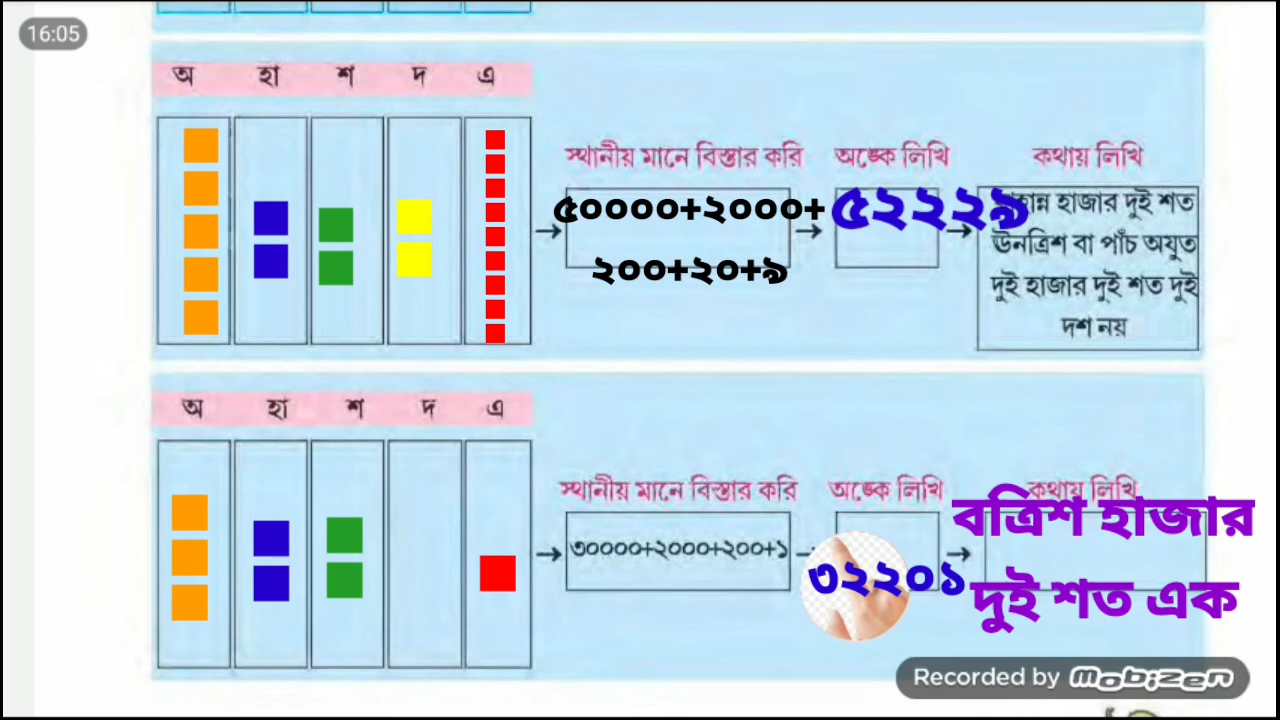 16:05
অ হা শ দ এ
স্থানীয় মানে বিস্তার করি অঙ্কে লিখি কথায় লিখি
৫০০০০+২০০০+
২০০+২০+৯
৫২২২৯
হাজার দুই শত
ঊনত্রিশ বা পাঁচ অযুত
দুই হাজার দুই শত দুই
দশ নয়
অ হা শ দ এ
স্থানীয় মানে বিস্তার করি অঙ্কে লিখি কথায় লিখি
৩০০০০+২০০০+২০০+১
৩২২০১
বত্রিশ হাজার
দুই শত এক
Recorded by mobizen